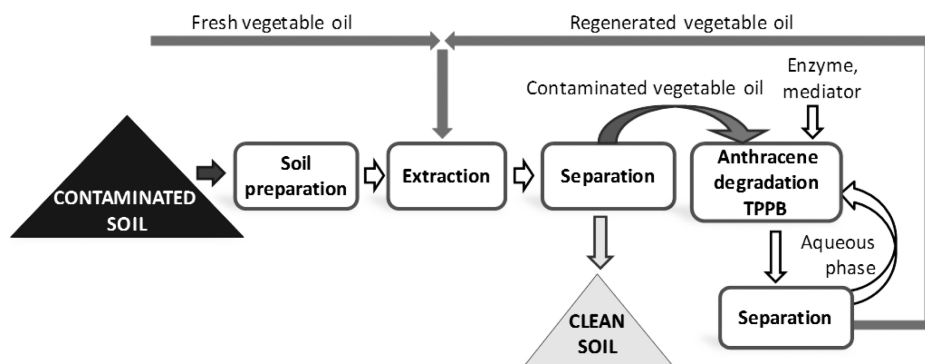 Fresh vegetable oil
Regenerated vegetable oil
Enzyme,
mediator
Contaminated vegetable oil
CONTAMINATED
SOIL
Soil
preparation
Extraction
Separation
Anthracene
degradation
TPPB
Aqueous
phase
Separation
CLEAN
SOIL